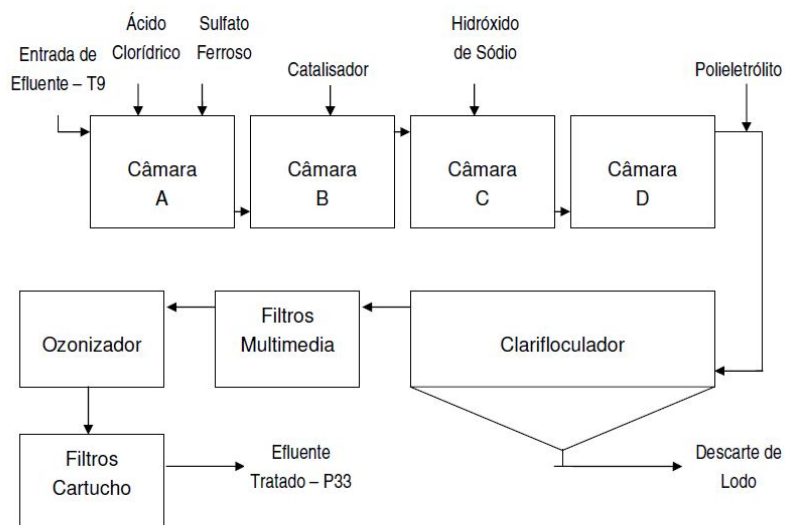 Ácido
Clorídrico
Sulfato
Ferroso
Hidróxido
de Sódio
Entrada de
Efluente – T9
Catalisador
Polieletrólito
Câmara
A
Câmara
B
Câmara
C
Câmara
D
Ozonizador
Filtros
Multimedia
Clarifloculador
Filtros
Cartucho
Efluente
Tratado – P33
Descarte de
Lodo